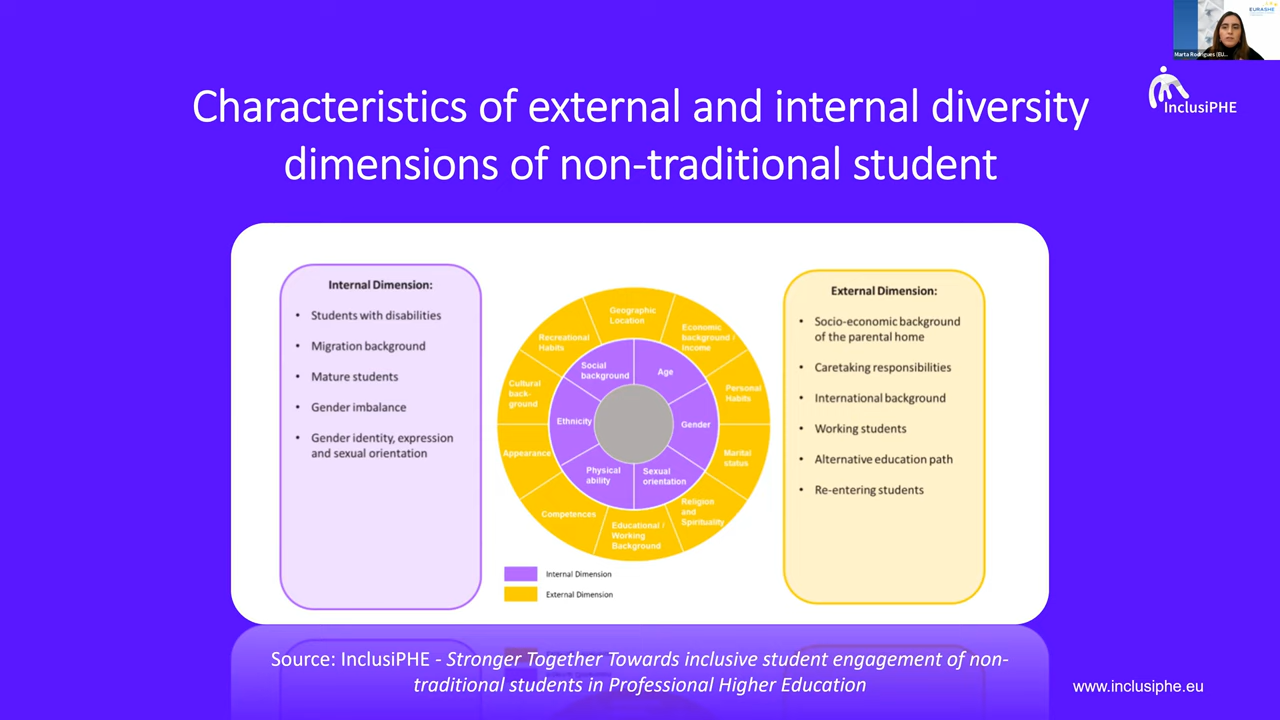 EURASHE
Marta Rodrigues (EU...
InclusiPHE
Characteristics of external and internal diversity
dimensions of non-traditional student
Internal Dimension:
• Students with disabilities
• Migration background
• Mature students
• Gender imbalance
• Gender identity, expression
and sexual orientation
Geographic
Location
Economic
background /
Income
Personal
Habits
Marital
status
Religion
and
Spirituality
Educational /
Working
Background
Competences
Appearance
Cultural
back-
ground
Recreational
Habits
Social
background
Age
Gender
Sexual
orientation
Physical
ability
Ethnicity
Internal Dimension
External Dimension
External Dimension:
• Socio-economic background
of the parental home
• Caretaking responsibilities
• International background
• Working students
• Alternative education path
• Re-entering students
Source: InclusiPHE - Stronger Together Towards inclusive student engagement of non-
traditional students in Professional Higher Education
www.inclusiphe.eu